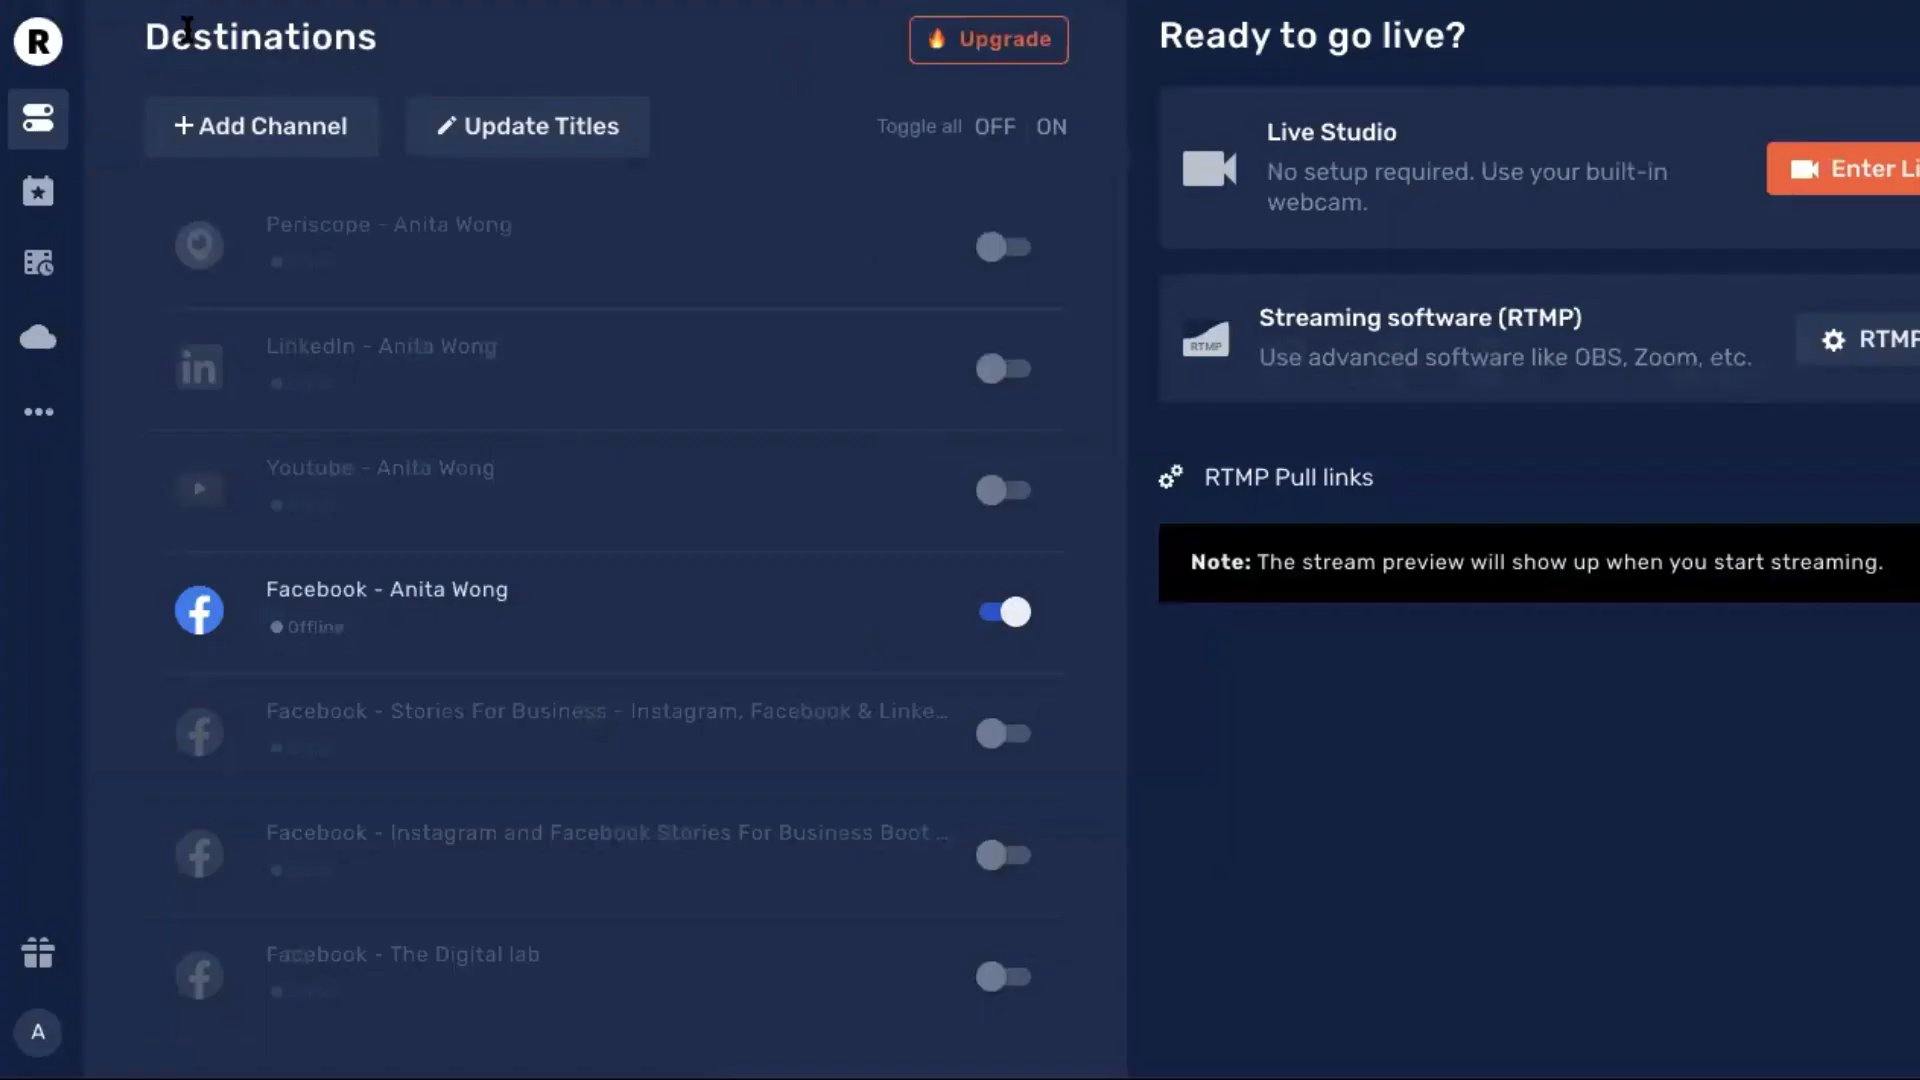 R
Destinations
Upgrade
+ Add Channel
Update Titles
Toggle all OFF ON
Periscope - Anita Wong
LinkedIn - Anita Wong
Youtube - Anita Wong
Facebook - Anita Wong
Offline
Facebook - Stories For Business - Instagram, Facebook & Linke...
Facebook - Instagram and Facebook Stories For Business Boot ...
Facebook - The Digital lab
A
Ready to go live?
Live Studio
No setup required. Use your built-in
webcam.
Enter Li
Streaming software (RTMP)
Use advanced software like OBS, Zoom, etc.
RTMP
RTMP
RTMP Pull links
Note: The stream preview will show up when you start streaming.